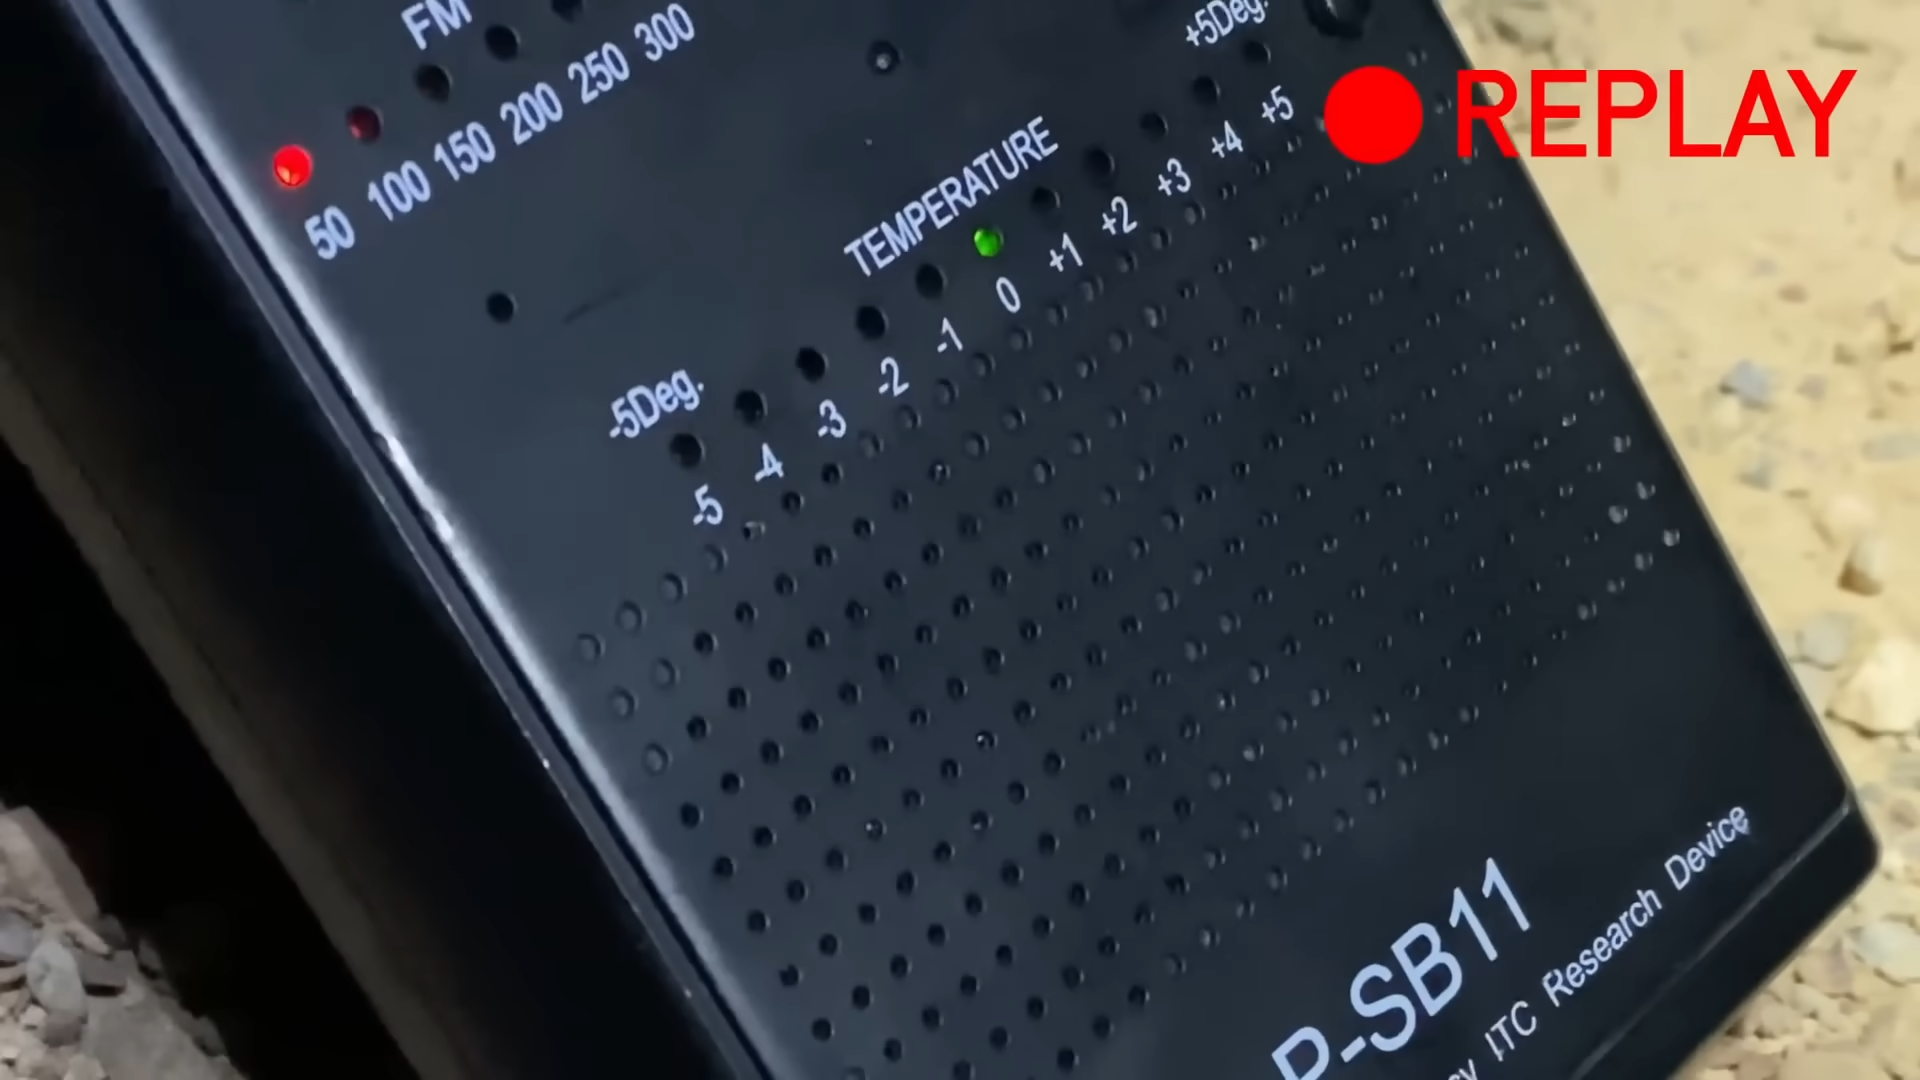 FM
50 100 150 200 250 300
REPLAY
+5Deg.
TEMPERATURE
-5Deg.
-5 -4 -3 -2 -1 0 +1 +2 +3 +4 +5
P-SB11
ITC Research Device